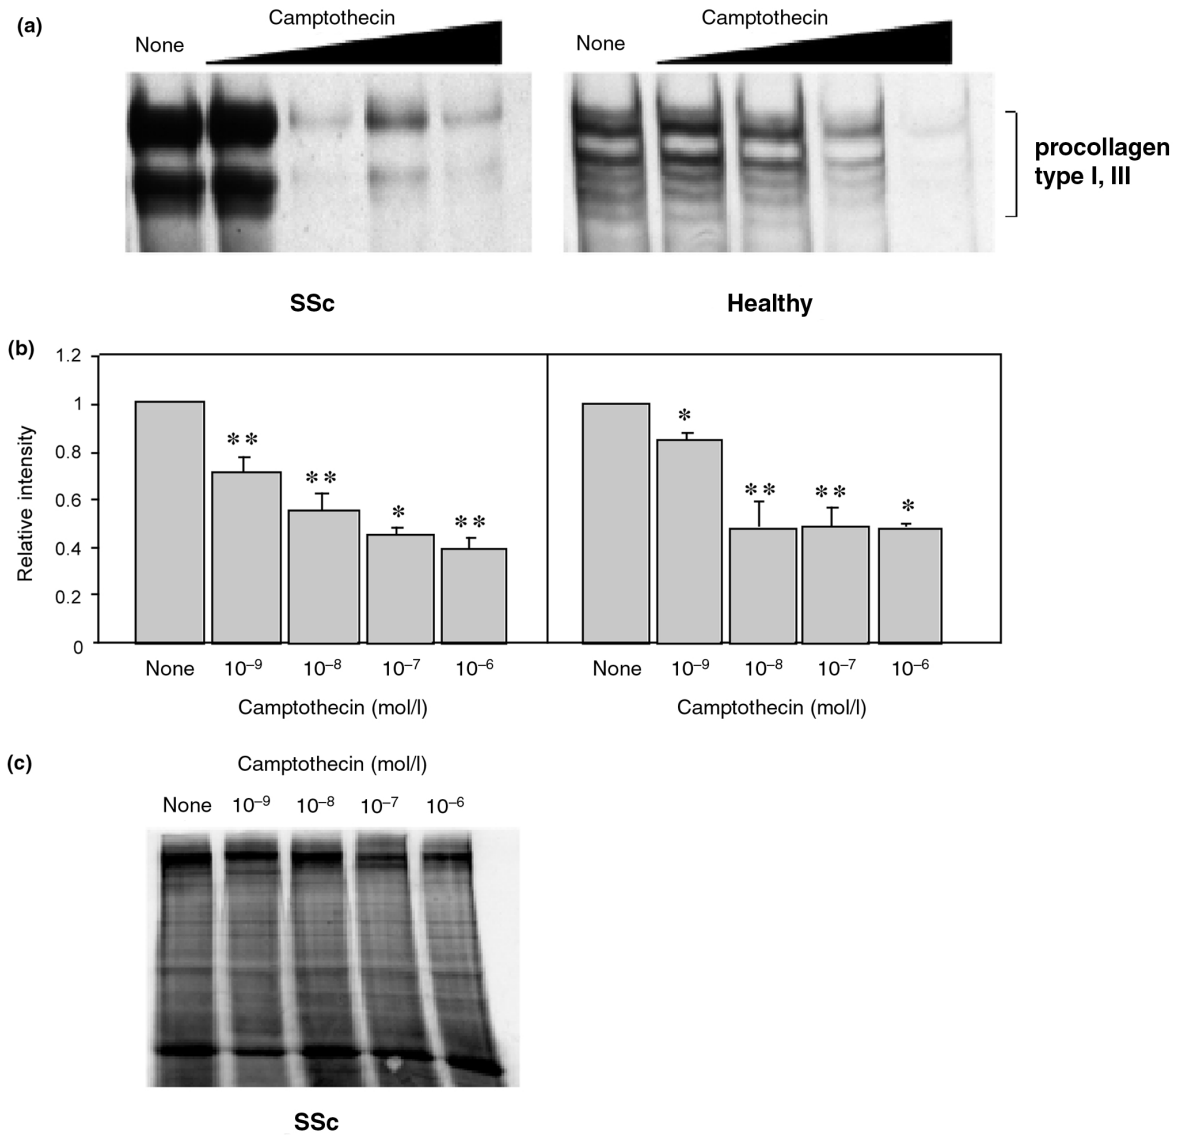 (a)
Camptothecin
None
Camptothecin
None
procollagen
type I, III
SSc
Healthy
(b)
Relative intensity
1.2
1
0.8
0.6
0.4
0.2
0
** ** * **
* ** ** *
None 10⁻⁹ 10⁻⁸ 10⁻⁷ 10⁻⁶
None 10⁻⁹ 10⁻⁸ 10⁻⁷ 10⁻⁶
Camptothecin (mol/l)
Camptothecin (mol/l)
(c)
Camptothecin (mol/l)
None 10⁻⁹ 10⁻⁸ 10⁻⁷ 10⁻⁶
SSc